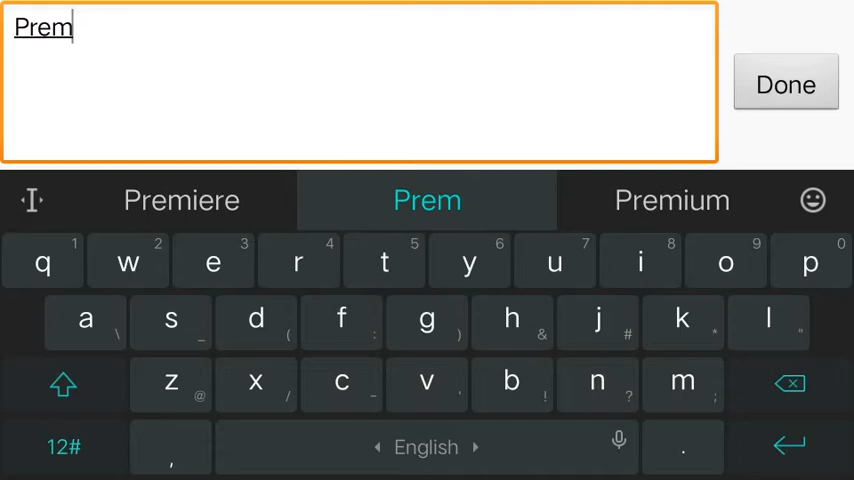 Prem
Done
Premiere Prem Premium
q 1 w 2 e 3 r 4 t 5 y 6 u 7 i 8 o 9 p 0
a \ s _ d ( f : g ) h & j # k * l "
z @ x / c - v ' b ! n ? m ;
12# , English .